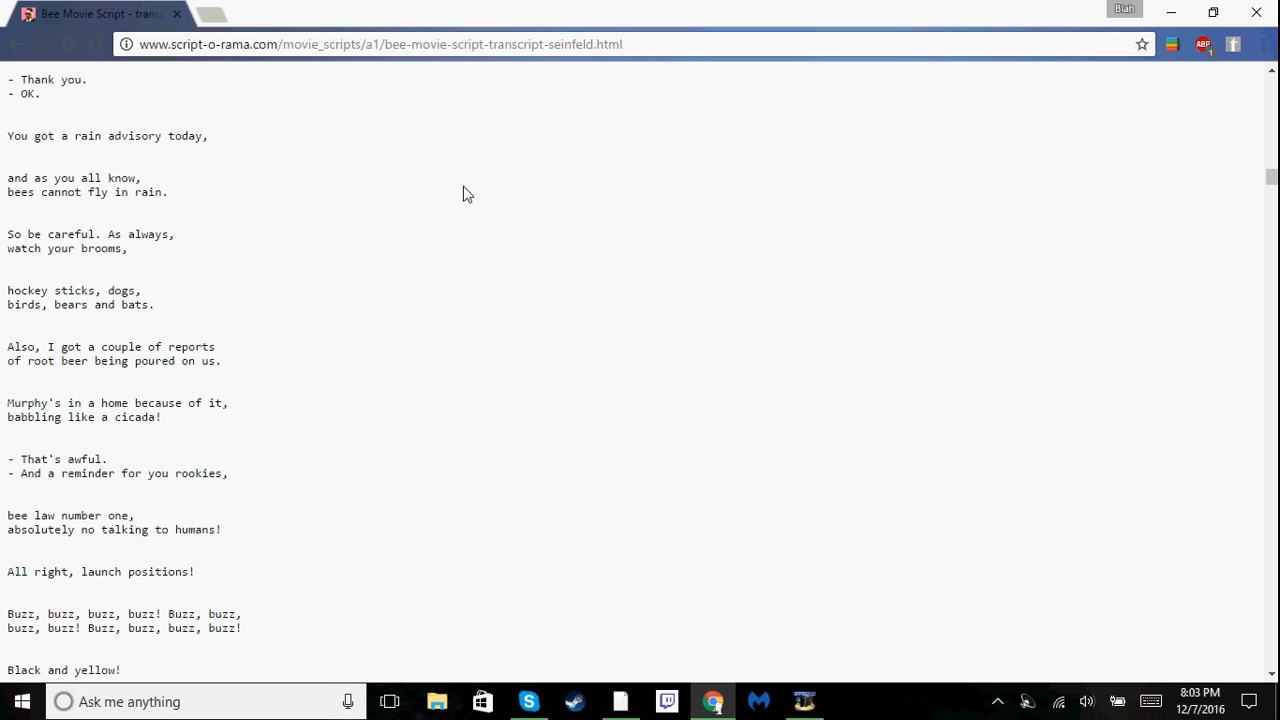 Bee Movie Script - transc
Blah
www.script-o-rama.com/movie_scripts/a1/bee-movie-script-transcript-seinfeld.html
ABP
1
- Thank you.
- OK.
You got a rain advisory today,
and as you all know,
bees cannot fly in rain.
So be careful. As always,
watch your brooms,
hockey sticks, dogs,
birds, bears and bats.
Also, I got a couple of reports
of root beer being poured on us.
Murphy's in a home because of it,
babbling like a cicada!
- That's awful.
- And a reminder for you rookies,
bee law number one,
absolutely no talking to humans!
All right, launch positions!
Buzz, buzz, buzz, buzz! Buzz, buzz,
buzz, buzz! Buzz, buzz, buzz, buzz!
Black and yellow!
Ask me anything
8:03 PM
12/7/2016